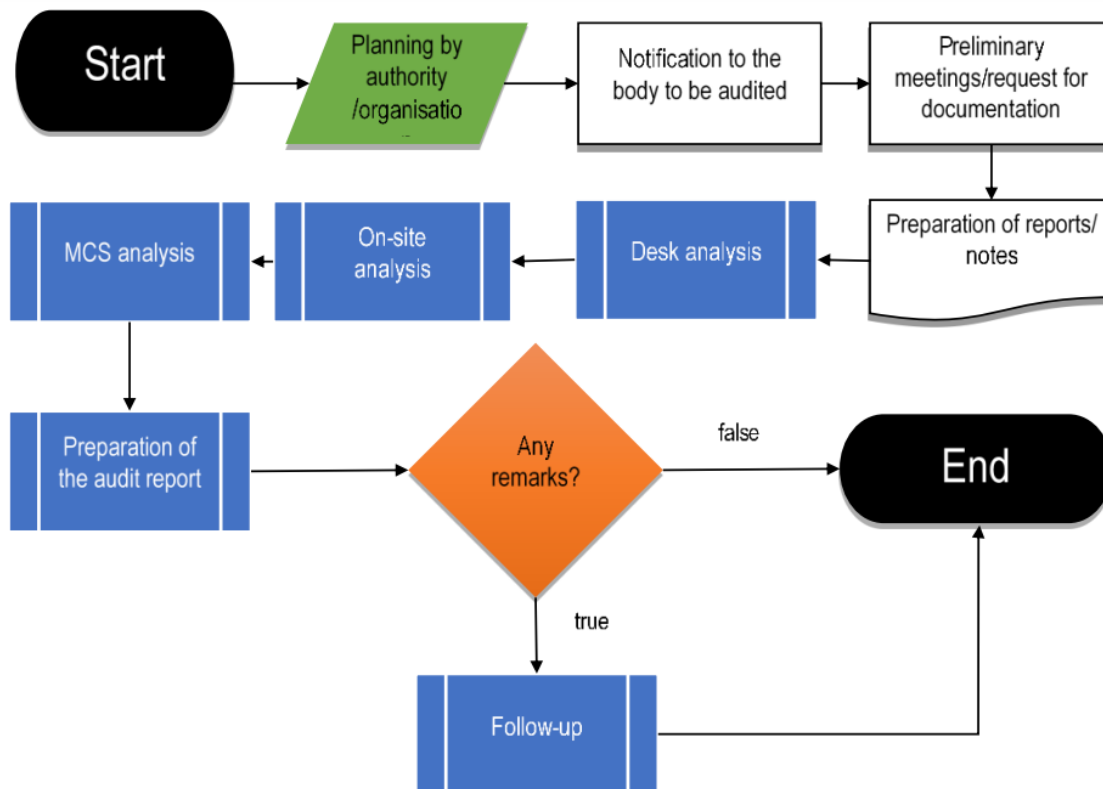 Start
Planning by
authority
/organisatio
Notification to the
body to be audited
Preliminary
meetings/request for
documentation
Preparation of reports/
notes
Desk analysis
On-site
analysis
MCS analysis
Preparation of
the audit report
Any
remarks?
false
End
true
Follow-up